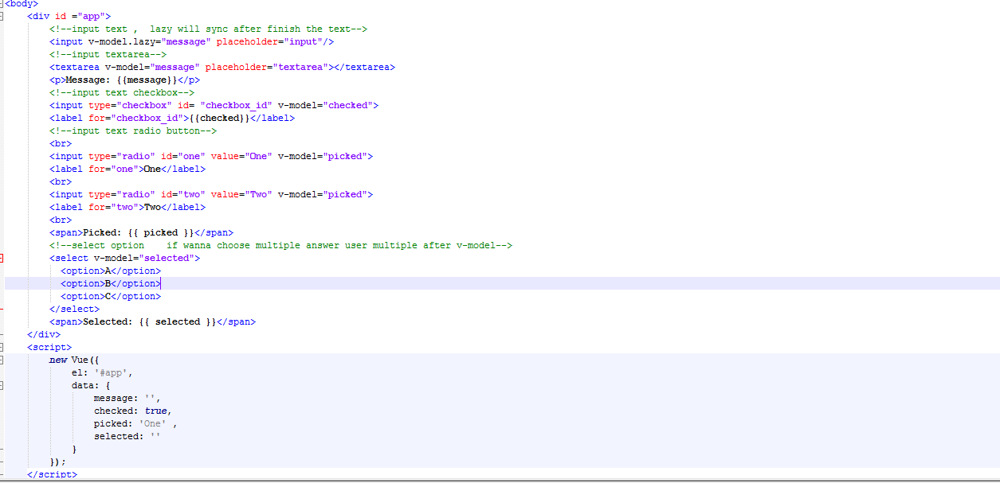 <body>
<div id ="app">
<!--input text ,  lazy will sync after finish the text-->
<input v-model.lazy="message" placeholder="input"/>
<!--input textarea-->
<textarea v-model="message" placeholder="textarea"></textarea>
<p>Message: {{message}}</p>
<!--input text checkbox-->
<input type="checkbox" id= "checkbox_id" v-model="checked">
<label for="checkbox_id">{{checked}}</label>
<!--input text radio button-->
<br>
<input type="radio" id="one" value="One" v-model="picked">
<label for="one">One</label>
<br>
<input type="radio" id="two" value="Two" v-model="picked">
<label for="two">Two</label>
<br>
<span>Picked: {{ picked }}</span>
<!--select option    if wanna choose multiple answer user multiple after v-model-->
<select v-model="selected">
<option>A</option>
<option>B</option>
<option>C</option>
</select>
<span>Selected: {{ selected }}</span>
</div>
<script>
new Vue({
el: '#app',
data: {
message: '',
checked: true,
picked: 'One' ,
selected: ''
}
});
</script>